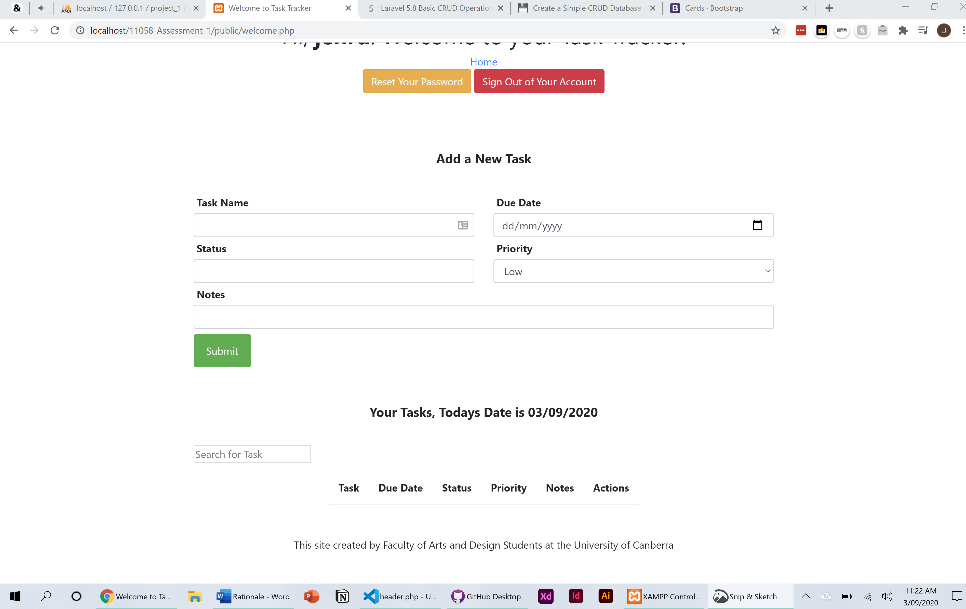 localhost / 127.0.0.1 / project_1 /
Welcome to Task Tracker
Laravel 5.8 Basic CRUD Operation
Create a Simple CRUD Database
Cards · Bootstrap
localhost/11058-Assessment-1/public/welcome.php
Welcome to your Task Tracker.
Home
Reset Your Password Sign Out of Your Account
Add a New Task
Task Name Due Date
dd/mm/yyyy
Status Priority
Low
Notes
Submit
Your Tasks, Todays Date is 03/09/2020
Search for Task
Task Due Date Status Priority Notes Actions
This site created by Faculty of Arts and Design Students at the University of Canberra
Welcome to Ta... Rationale - Word header.php - U... GitHub Desktop XAMPP Control... Snip & Sketch
11:22 AM
3/09/2020